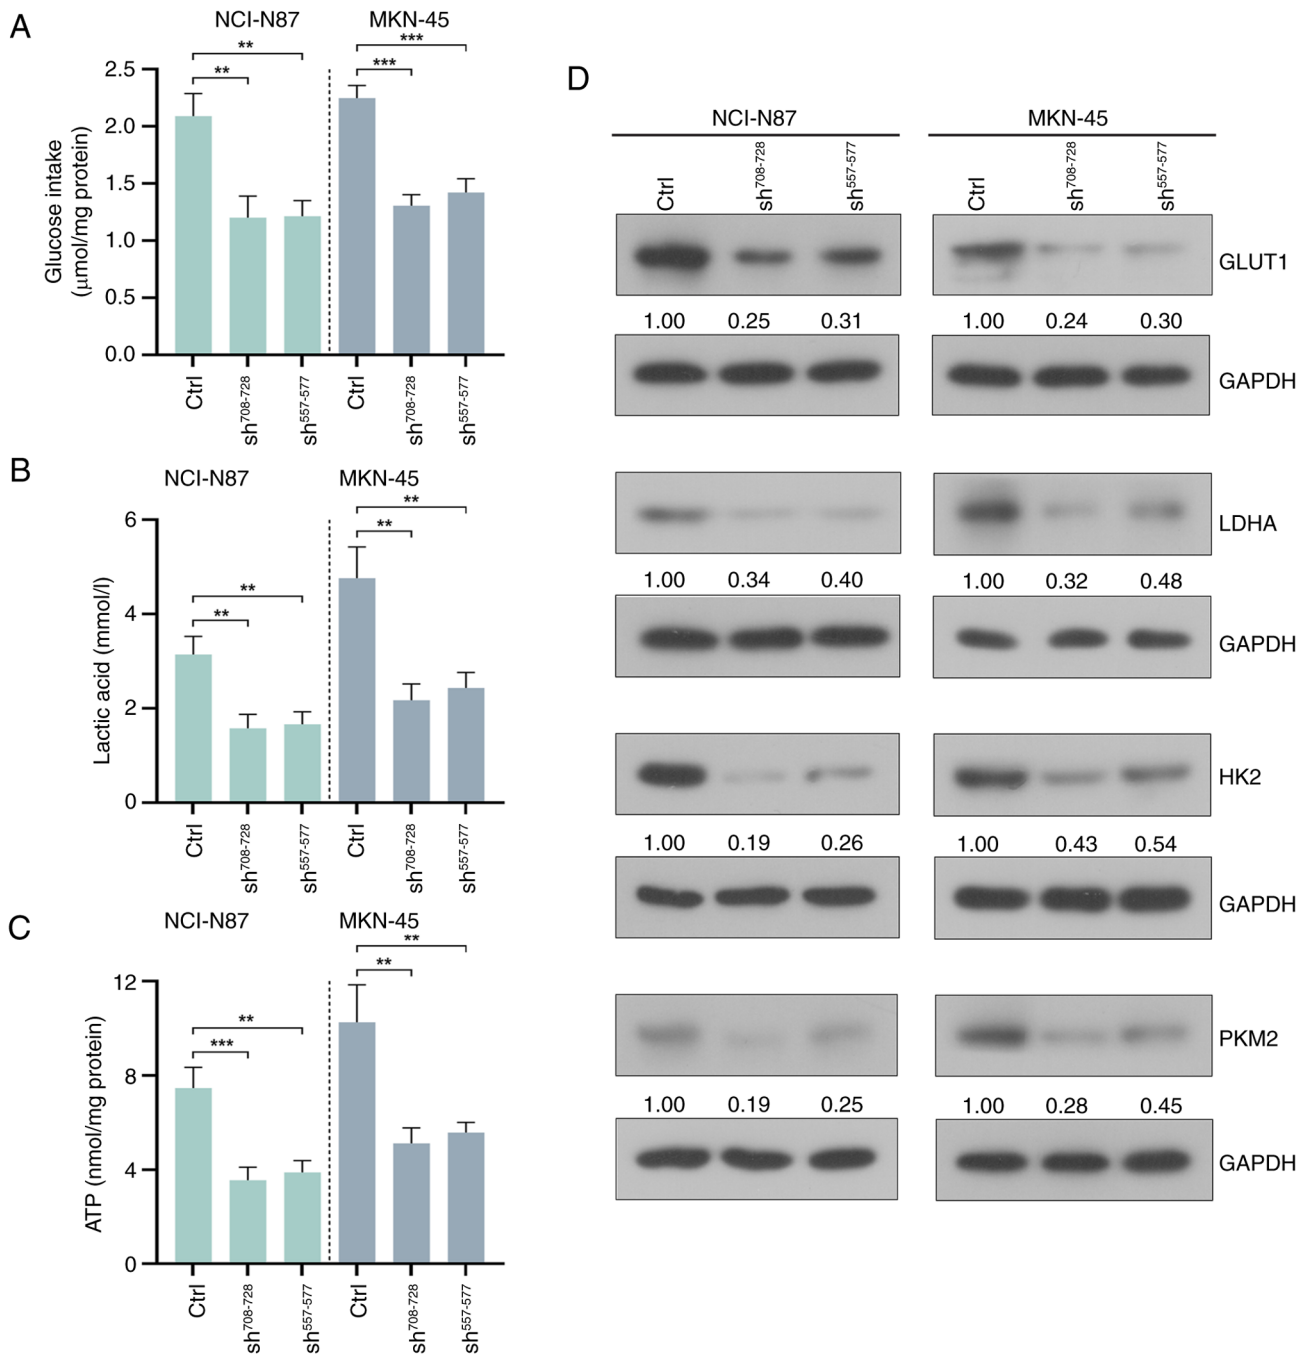 A
NCI-N87 MKN-45
** ** *** ***
Glucose intake
(µmol/mg protein)
2.5
2.0
1.5
1.0
0.5
0.0
Ctrl sh708-728 sh557-577 Ctrl sh708-728 sh557-577
B
NCI-N87 MKN-45
** ** ** **
Lactic acid (mmol/l)
6
4
2
0
Ctrl sh708-728 sh557-577 Ctrl sh708-728 sh557-577
C
NCI-N87 MKN-45
*** ** ** **
ATP (nmol/mg protein)
12
8
4
0
Ctrl sh708-728 sh557-577 Ctrl sh708-728 sh557-577
D
NCI-N87 MKN-45
Ctrl sh708-728 sh557-577 Ctrl sh708-728 sh557-577
GLUT1
1.00 0.25 0.31 1.00 0.24 0.30
GAPDH
LDHA
1.00 0.34 0.40 1.00 0.32 0.48
GAPDH
HK2
1.00 0.19 0.26 1.00 0.43 0.54
GAPDH
PKM2
1.00 0.19 0.25 1.00 0.28 0.45
GAPDH